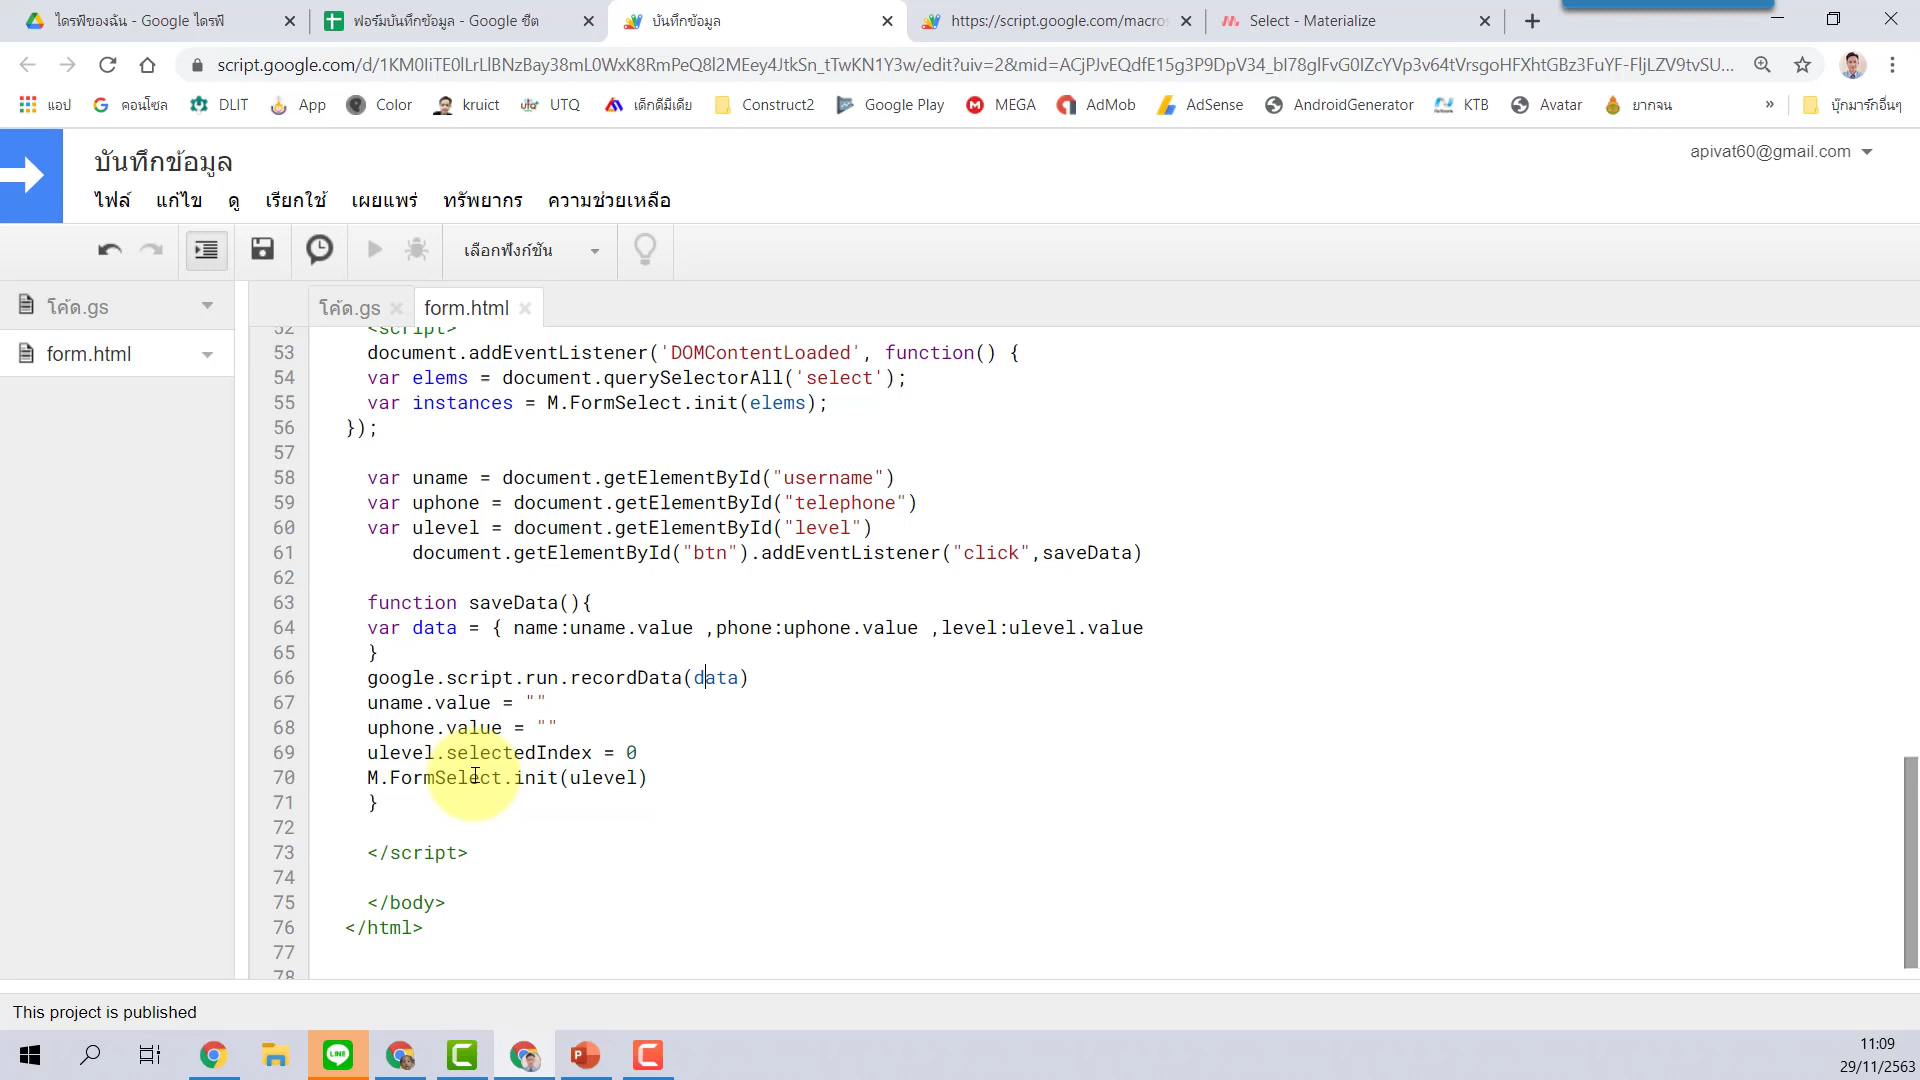 ไดรฟ์ของฉัน - Google ไดรฟ์
ฟอร์มบันทึกข้อมูล - Google ชีต
บันทึกข้อมูล
https://script.google.com/macros
Select - Materialize
script.google.com/d/1KM0IiTE0lLrLlBNzBay38mL0WxK8RmPeQ8l2MEey4JtkSn_tTwKN1Y3w/edit?uiv=2&mid=ACjPJvEQdfE15g3P9DpV34_bI78glFvG0IZcYVp3v64tVrsgoHFXhtGBz3FuYF-FljLZV9tvSU...
แอป
คอนโซล
DLIT
App
Color
kruict
UTQ
เด็กดีมีเดีย
Construct2
Google Play
MEGA
AdMob
AdSense
AndroidGenerator
KTB
Avatar
ยากจน
»
บุ๊กมาร์กอื่นๆ
บันทึกข้อมูล
apivat60@gmail.com
ไฟล์ แก้ไข ดู เรียกใช้ เผยแพร่ ทรัพยากร ความช่วยเหลือ
เลือกฟังก์ชัน
โค้ด.gs
form.html
โค้ด.gs
form.html
52 <script>
53 document.addEventListener('DOMContentLoaded', function() {
54 var elems = document.querySelectorAll('select');
55 var instances = M.FormSelect.init(elems);
56 });
57
58 var uname = document.getElementById("username")
59 var uphone = document.getElementById("telephone")
60 var ulevel = document.getElementById("level")
61 document.getElementById("btn").addEventListener("click",saveData)
62
63 function saveData(){
64 var data = { name:uname.value ,phone:uphone.value ,level:ulevel.value
65 }
66 google.script.run.recordData(data)
67 uname.value = ""
68 uphone.value = ""
69 ulevel.selectedIndex = 0
70 M.FormSelect.init(ulevel)
71 }
72
73 </script>
74
75 </body>
76 </html>
77
78
This project is published
LINE
P
C
C
11:09
29/11/2563